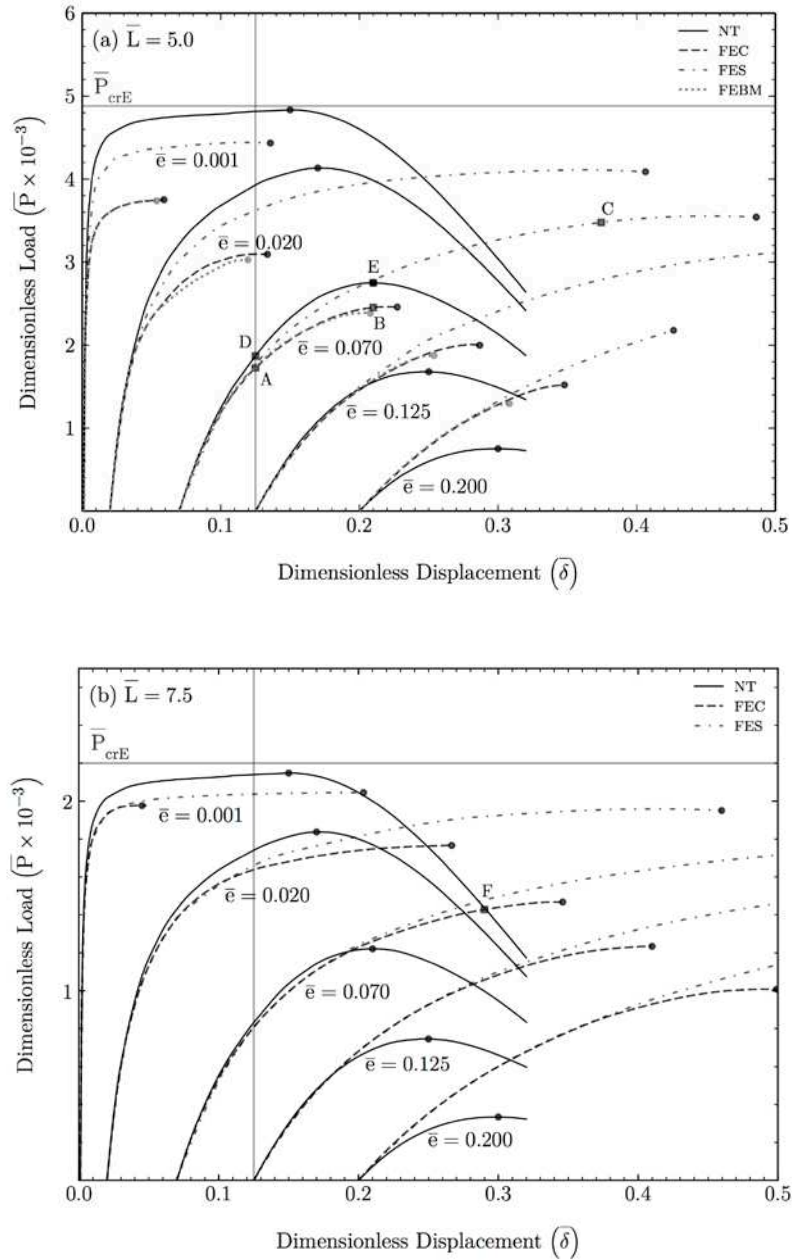 (a) L̅ = 5.0
NT
FEC
FES
FEBM
P̅crE
e̅ = 0.001
e̅ = 0.020
e̅ = 0.070
e̅ = 0.125
e̅ = 0.200
A
B
C
D
E
6
5
4
3
2
1
0.0 0.1 0.2 0.3 0.4 0.5
Dimensionless Load (P̅ × 10⁻³)
Dimensionless Displacement (δ̅)
(b) L̅ = 7.5
NT
FEC
FES
P̅crE
e̅ = 0.001
e̅ = 0.020
F
e̅ = 0.070
e̅ = 0.125
e̅ = 0.200
2
1
0.0 0.1 0.2 0.3 0.4 0.5
Dimensionless Load (P̅ × 10⁻³)
Dimensionless Displacement (δ̅)